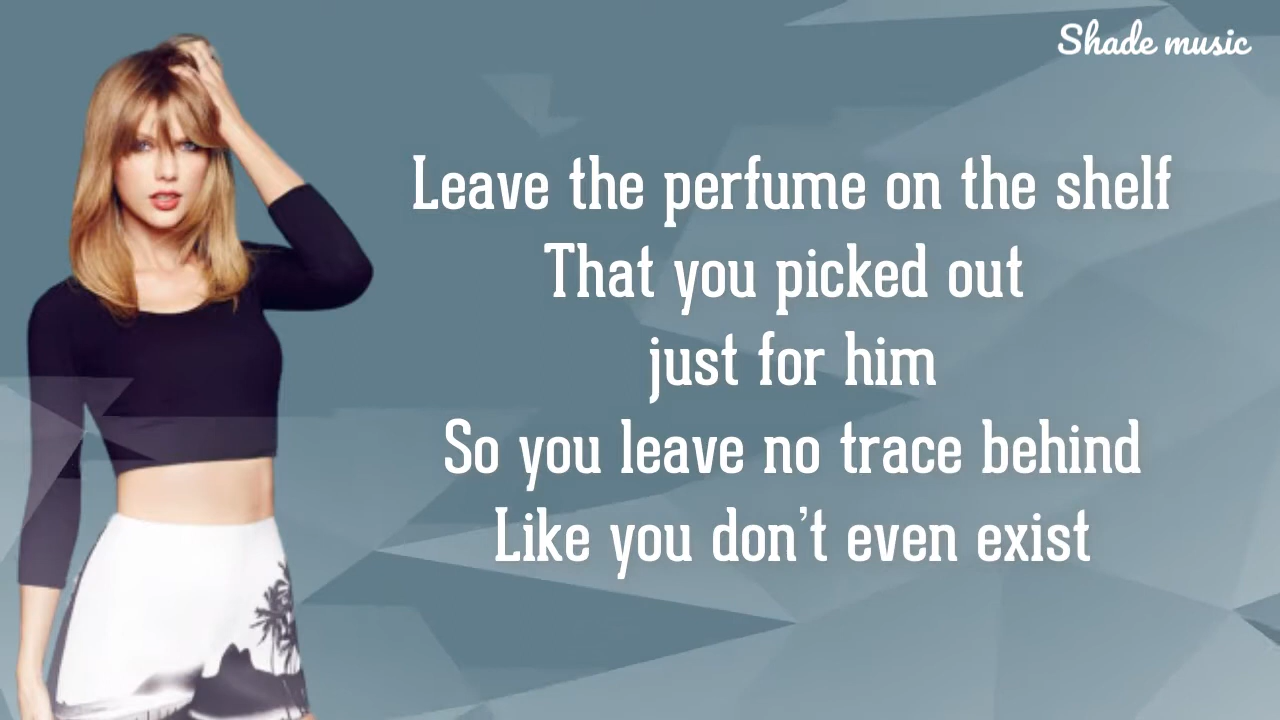 Shade music
Leave the perfume on the shelf
That you picked out
just for him
So you leave no trace behind
Like you don't even exist